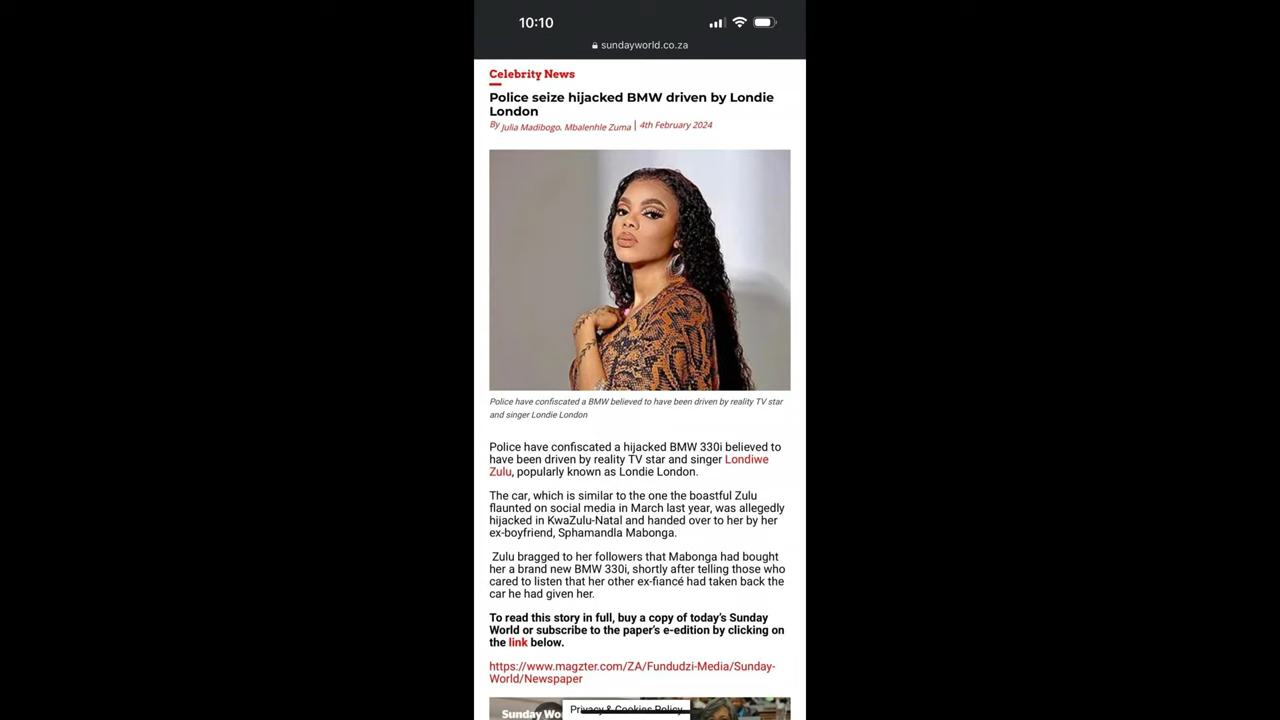 10:10
sundayworld.co.za
Celebrity News
Police seize hijacked BMW driven by Londie
London
By Julia Madibogo, Mbalenhle Zuma | 4th February 2024
Police have confiscated a BMW believed to have been driven by reality TV star
and singer Londie London
Police have confiscated a hijacked BMW 330i believed to
have been driven by reality TV star and singer Londiwe
Zulu, popularly known as Londie London.
The car, which is similar to the one the boastful Zulu
flaunted on social media in March last year, was allegedly
hijacked in KwaZulu-Natal and handed over to her by her
ex-boyfriend, Sphamandla Mabonga.
Zulu bragged to her followers that Mabonga had bought
her a brand new BMW 330i, shortly after telling those who
cared to listen that her other ex-fiancé had taken back the
car he had given her.
To read this story in full, buy a copy of today's Sunday
World or subscribe to the paper's e-edition by clicking on
the link below.
https://www.magzter.com/ZA/Fundudzi-Media/Sunday-
World/Newspaper
Sunday Wo
Privacy & Cookies Policy